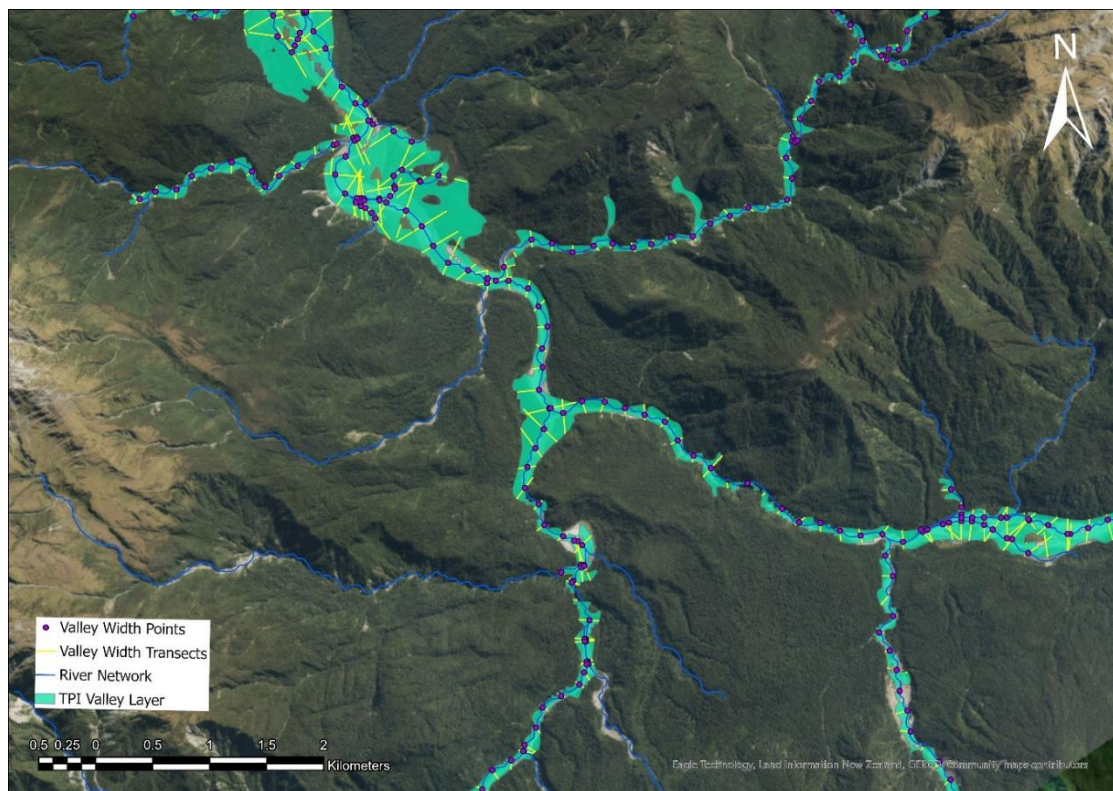 N
Valley Width Points
Valley Width Transects
River Network
TPI Valley Layer
0.5 0.25 0 0.5 1 1.5 2
Kilometers
Eagle Technology, Land Information New Zealand, GEBCO, Community maps contributors